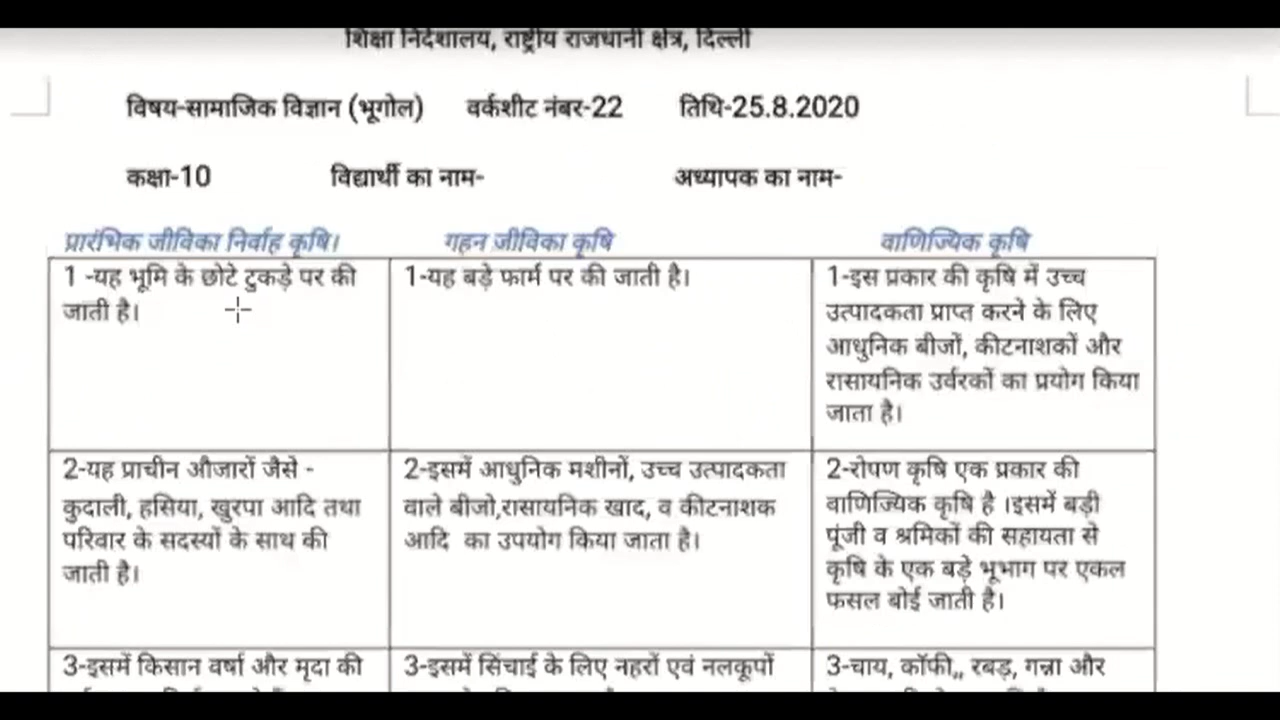 शिक्षा निदेशालय, राष्ट्रीय राजधानी क्षेत्र, दिल्ली
विषय-सामाजिक विज्ञान (भूगोल) वर्कशीट नंबर-22 तिथि-25.8.2020
कक्षा-10 विद्यार्थी का नाम- अध्यापक का नाम-
प्रारंभिक जीविका निर्वाह कृषि। गहन जीविका कृषि वाणिज्यिक कृषि
1 -यह भूमि के छोटे टुकड़े पर की
जाती है।
1-यह बड़े फार्म पर की जाती है।
1-इस प्रकार की कृषि में उच्च
उत्पादकता प्राप्त करने के लिए
आधुनिक बीजों, कीटनाशकों और
रासायनिक उर्वरकों का प्रयोग किया
जाता है।
2-यह प्राचीन औजारों जैसे -
कुदाली, हसिया, खुरपा आदि तथा
परिवार के सदस्यों के साथ की
जाती है।
2-इसमें आधुनिक मशीनों, उच्च उत्पादकता
वाले बीजो,रासायनिक खाद, व कीटनाशक
आदि का उपयोग किया जाता है।
2-रोपण कृषि एक प्रकार की
वाणिज्यिक कृषि है ।इसमें बड़ी
पूंजी व श्रमिकों की सहायता से
कृषि के एक बड़े भूभाग पर एकल
फसल बोई जाती है।
3-इसमें किसान वर्षा और मृदा की
3-इसमें सिंचाई के लिए नहरों एवं नलकूपों
3-चाय, कॉफी,, रबड़, गन्ना और